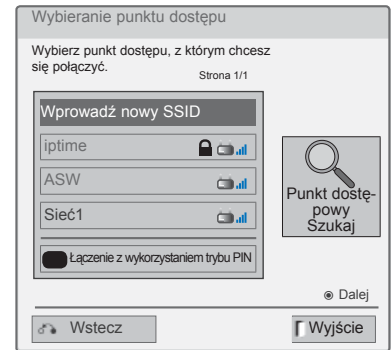 Wybieranie punktu dostępu
Wybierz punkt dostępu, z którym chcesz
się połączyć.
Strona 1/1
Wprowadź nowy SSID
iptime
ASW
Sieć1
Łączenie z wykorzystaniem trybu PIN
Punkt dostę-
powy
Szukaj
Dalej
Wstecz
Wyjście